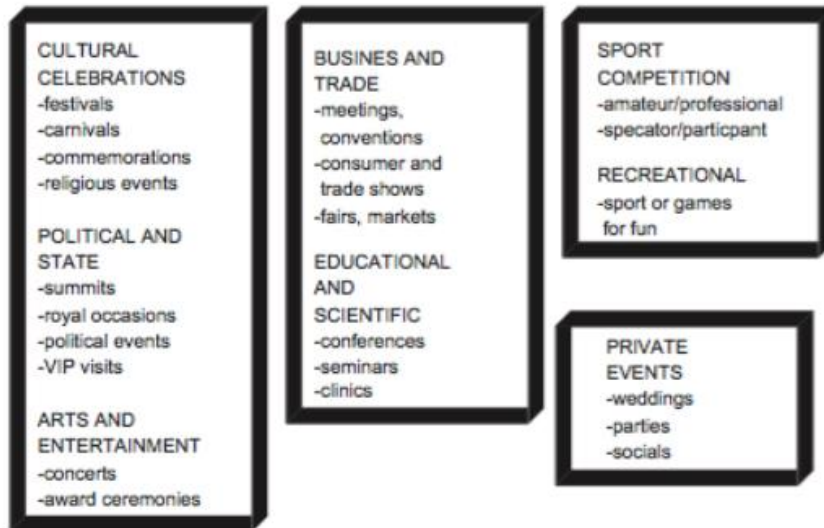 CULTURAL
CELEBRATIONS
-festivals
-carnivals
-commemorations
-religious events
POLITICAL AND
STATE
-summits
-royal occasions
-political events
-VIP visits
ARTS AND
ENTERTAINMENT
-concerts
-award ceremonies
BUSINES AND
TRADE
-meetings,
conventions
-consumer and
trade shows
-fairs, markets
EDUCATIONAL
AND
SCIENTIFIC
-conferences
-seminars
-clinics
SPORT
COMPETITION
-amateur/professional
-specator/particpant
RECREATIONAL
-sport or games
for fun
PRIVATE
EVENTS
-weddings
-parties
-socials